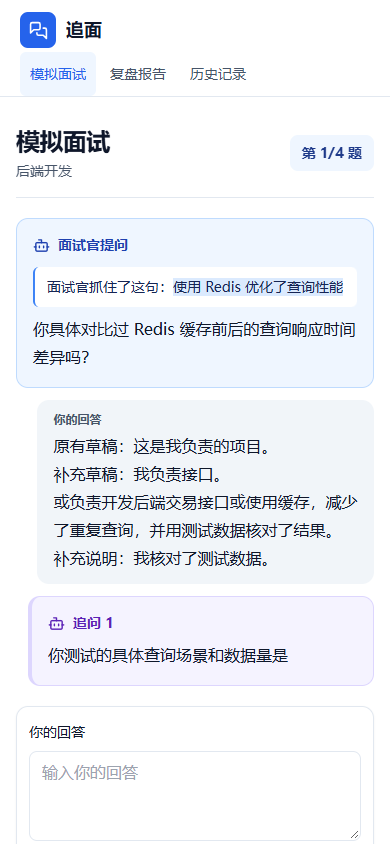 追面
模拟面试 复盘报告 历史记录
模拟面试
后端开发
第 1/4 题
面试官提问
面试官抓住了这句：使用 Redis 优化了查询性能
你具体对比过 Redis 缓存前后的查询响应时间
差异吗？
你的回答
原有草稿：这是我负责的项目。
补充草稿：我负责接口。
或负责开发后端交易接口或使用缓存，减少
了重复查询，并用测试数据核对了结果。
补充说明：我核对了测试数据。
追问 1
你测试的具体查询场景和数据量是
你的回答
输入你的回答